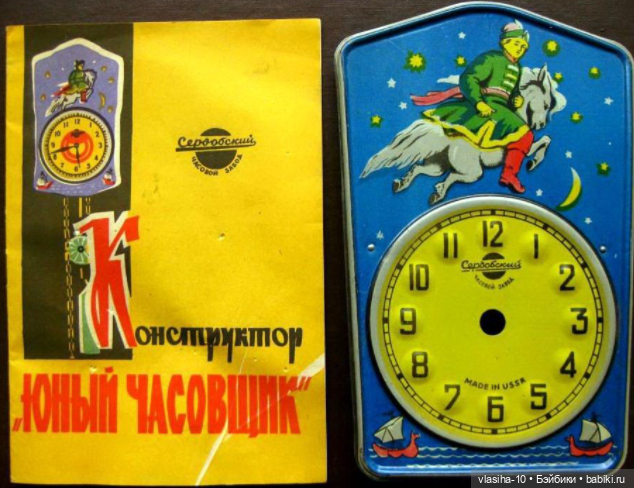 Сердобский
ЧАСОВОЙ ЗАВОД
Конструктор
„ЮНЫЙ ЧАСОВЩИК"
12
1
2
3
4
5
6
7
8
9
10
11
Сердобский
ЧАСОВОЙ ЗАВОД
MADE IN USSR
vlasiha-10 • Бэйбики • babiki.ru